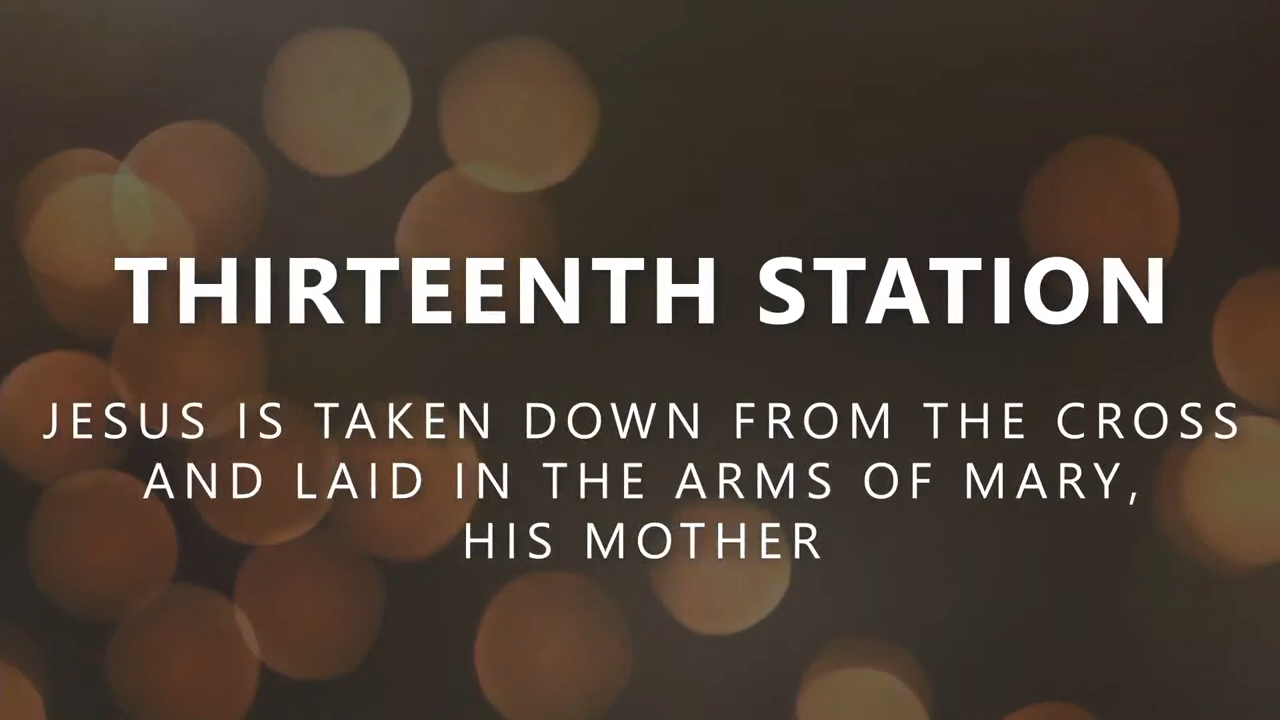 THIRTEENTH STATION
JESUS IS TAKEN DOWN FROM THE CROSS
AND LAID IN THE ARMS OF MARY,
HIS MOTHER